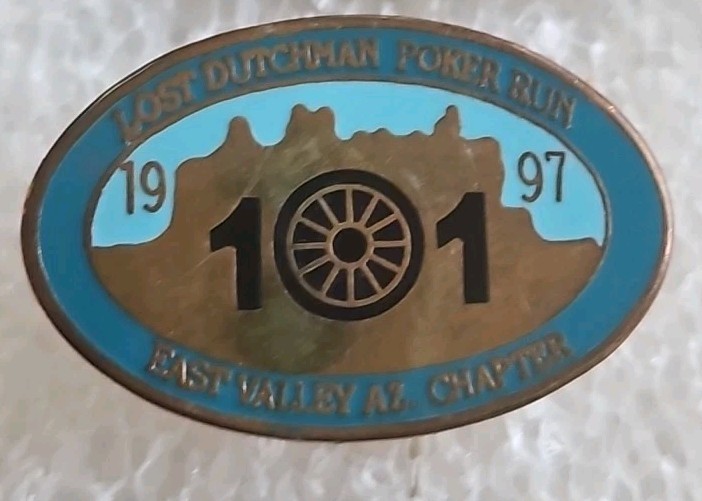 LOST DUTCHMAN POKER RUN
19 97
101
EAST VALLEY AZ. CHAPTER